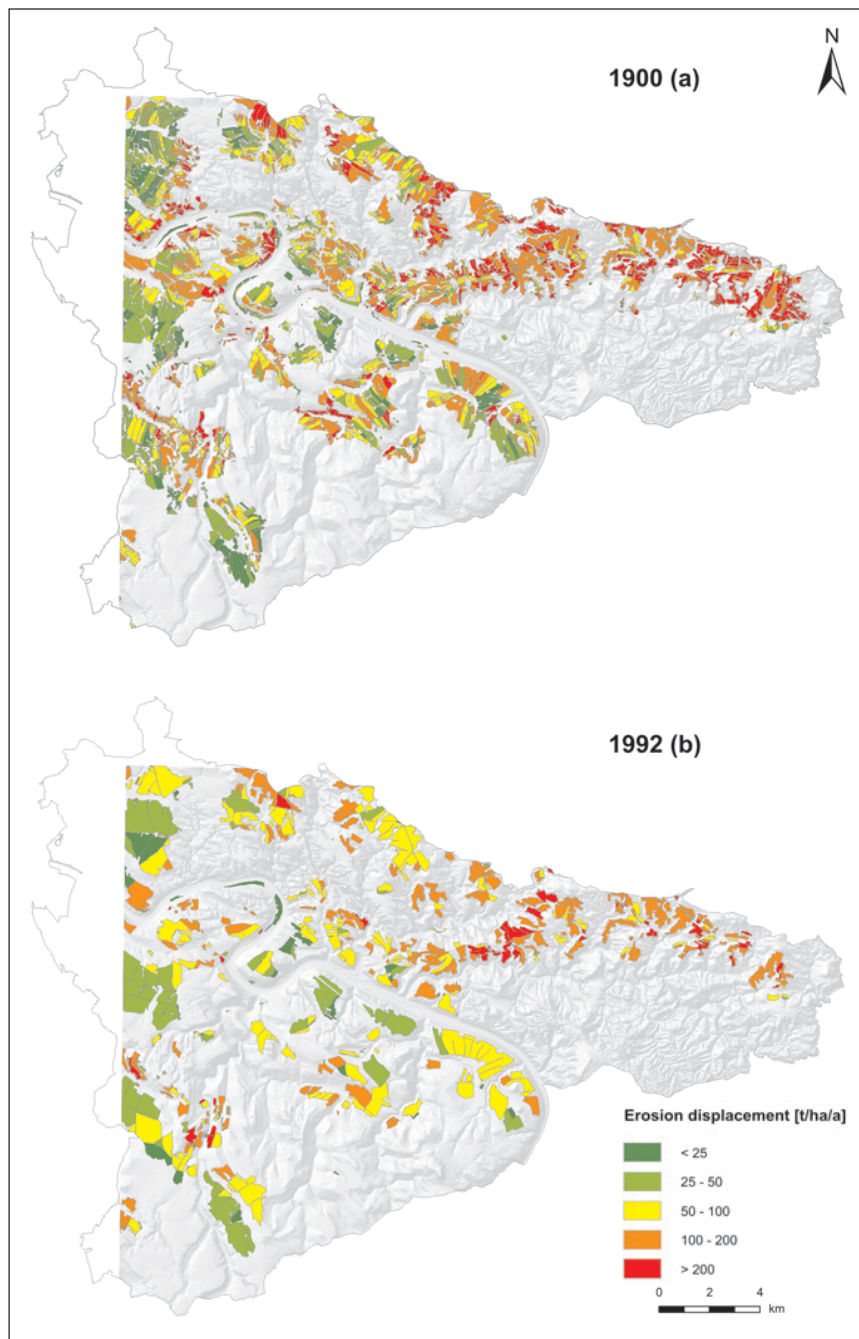 N
1900 (a)
1992 (b)
Erosion displacement [t/ha/a]
< 25
25 - 50
50 - 100
100 - 200
> 200
0 2 4
km